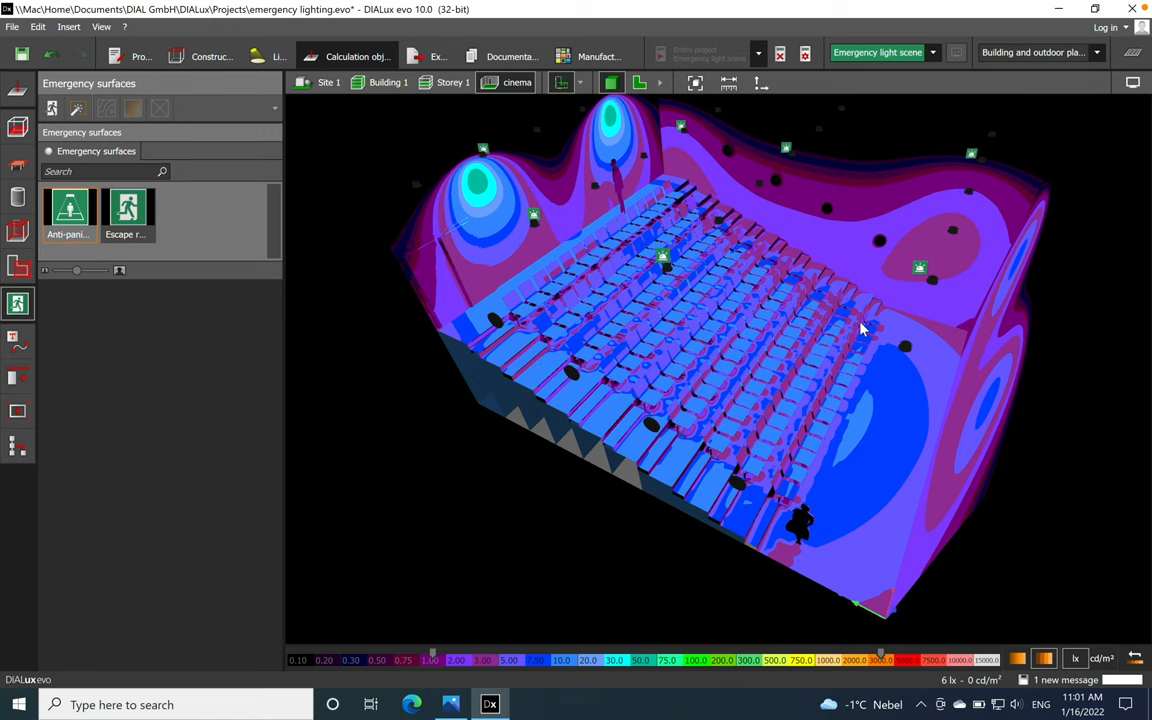 \\Mac\Home\Documents\DIAL GmbH\DIALux\Projects\emergency lighting.evo* - DIALux evo 10.0 (32-bit)
File Edit Insert View ?
Log in
Pro... Construc... Li... Calculation obj... Ex... Documenta... Manufact...
Entire project
Emergency light scene
Emergency light scene
Building and outdoor pla...
Emergency surfaces
Site 1 Building 1 Storey 1 cinema
Emergency surfaces
Emergency surfaces
Search
Anti-pani... Escape r...
0.10 0.20 0.30 0.50 0.75 1.00 2.00 3.00 5.00 7.50 10.0 20.0 30.0 50.0 75.0 100.0 200.0 300.0 500.0 750.0 1000.0 2000.0 3000.0 5000.0 7500.0 10000.0 15000.0 lx cd/m²
DIALux evo
6 lx - 0 cd/m² 1 new message
Type here to search
Dx
-1°C Nebel
ENG
11:01 AM
1/16/2022